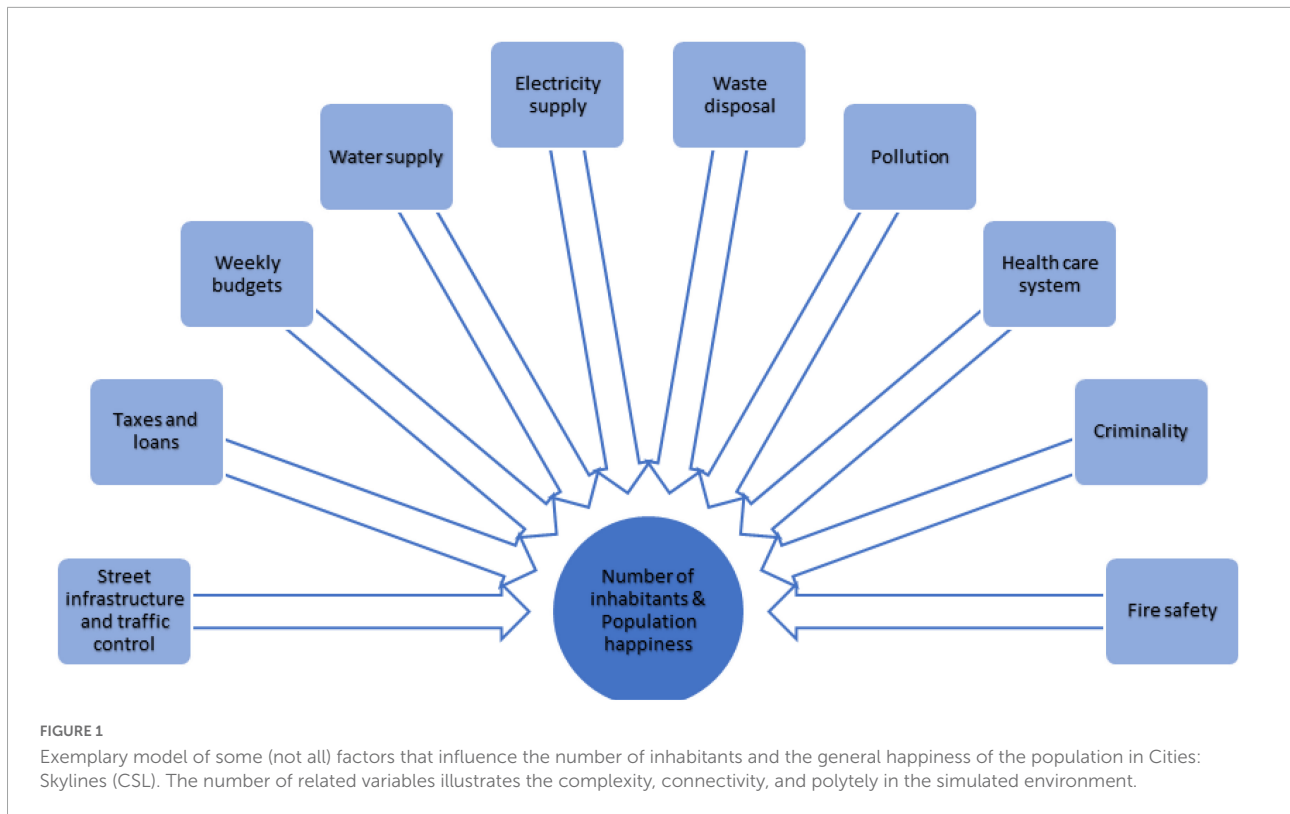 Electricity
supply
Waste
disposal
Water supply
Pollution
Weekly
budgets
Health care
system
Taxes and
loans
Criminality
Street
infrastructure
and traffic
control
Number of
inhabitants &
Population
happiness
Fire safety
FIGURE 1
Exemplary model of some (not all) factors that influence the number of inhabitants and the general happiness of the population in Cities:
Skylines (CSL). The number of related variables illustrates the complexity, connectivity, and polytely in the simulated environment.